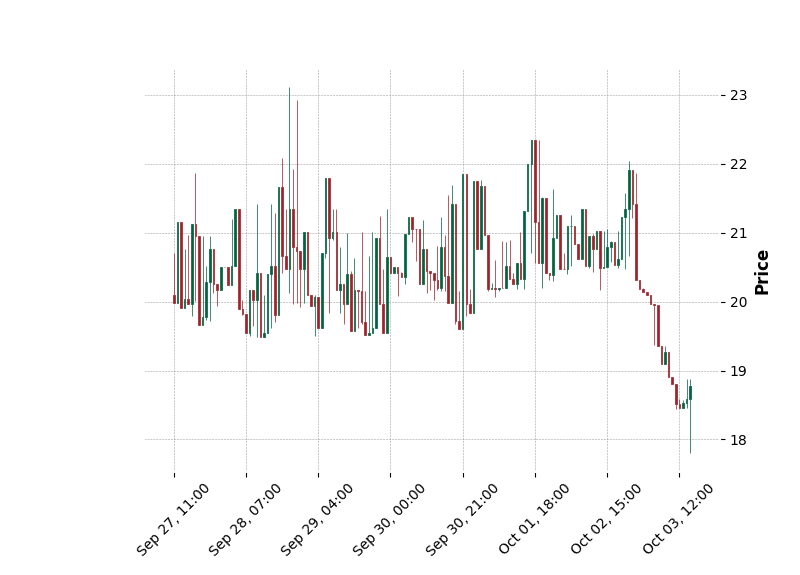 23
22
21
20
19
18
Price
Sep 27, 11:00
Sep 28, 07:00
Sep 29, 04:00
Sep 30, 00:00
Sep 30, 21:00
Oct 01, 18:00
Oct 02, 15:00
Oct 03, 12:00